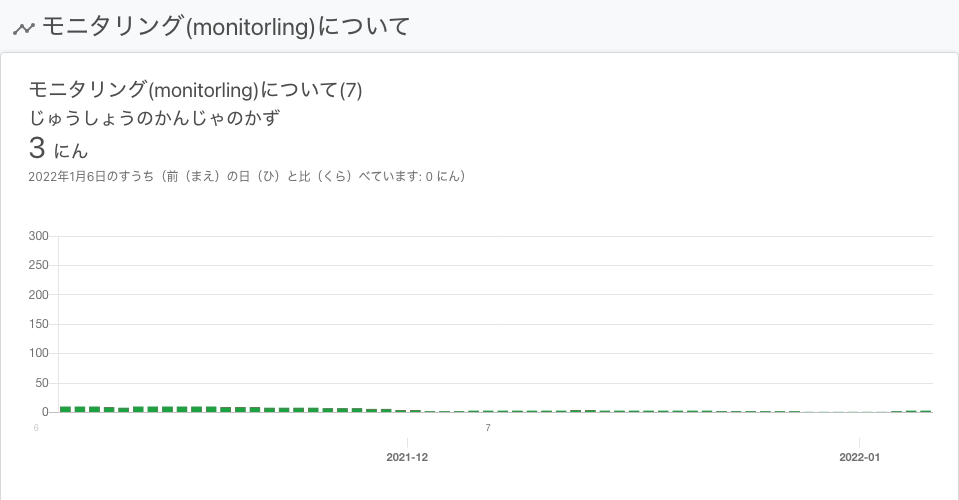 モニタリング(monitorling)について
モニタリング(monitorling)について(7)
じゅうしょうのかんじゃのかず
3 にん
2022年1月6日のすうち（前（まえ）の日（ひ）と比（くら）べています: 0 にん）
300
250
200
150
100
50
0
6 7
2021-12 2022-01